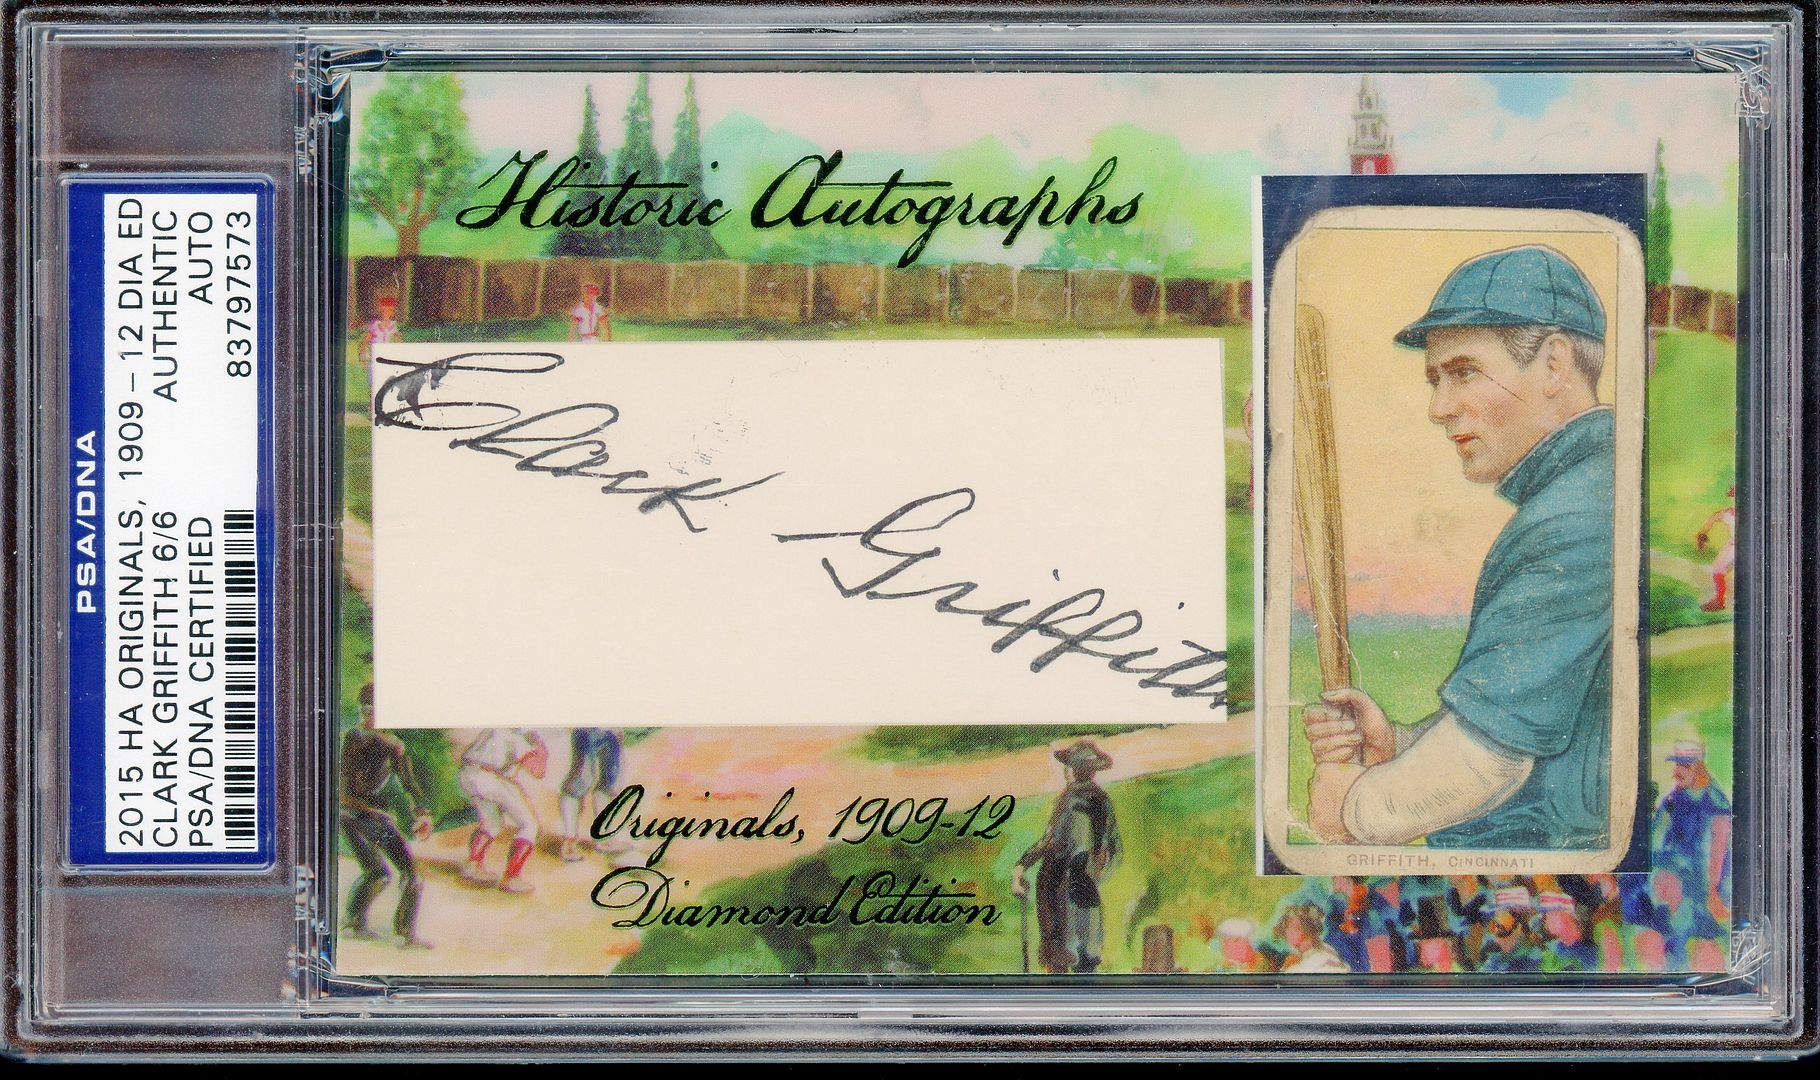 PSA/DNA
2015 HA ORIGINALS, 1909-12 DIA ED
CLARK GRIFFITH 6/6 AUTHENTIC
PSA/DNA CERTIFIED AUTO
83797573
Historic Autographs
Clark Griffith
Originals, 1909-12
Diamond Edition
GRIFFITH, CINCINNATI